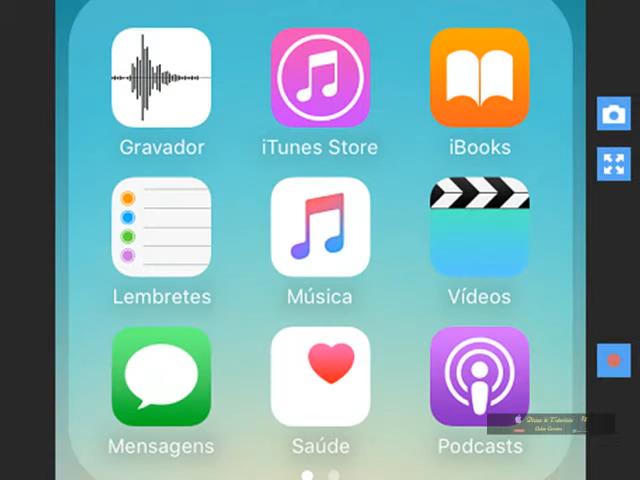 Gravador
iTunes Store
iBooks
Lembretes
Música
Vídeos
Mensagens
Saúde
Podcasts